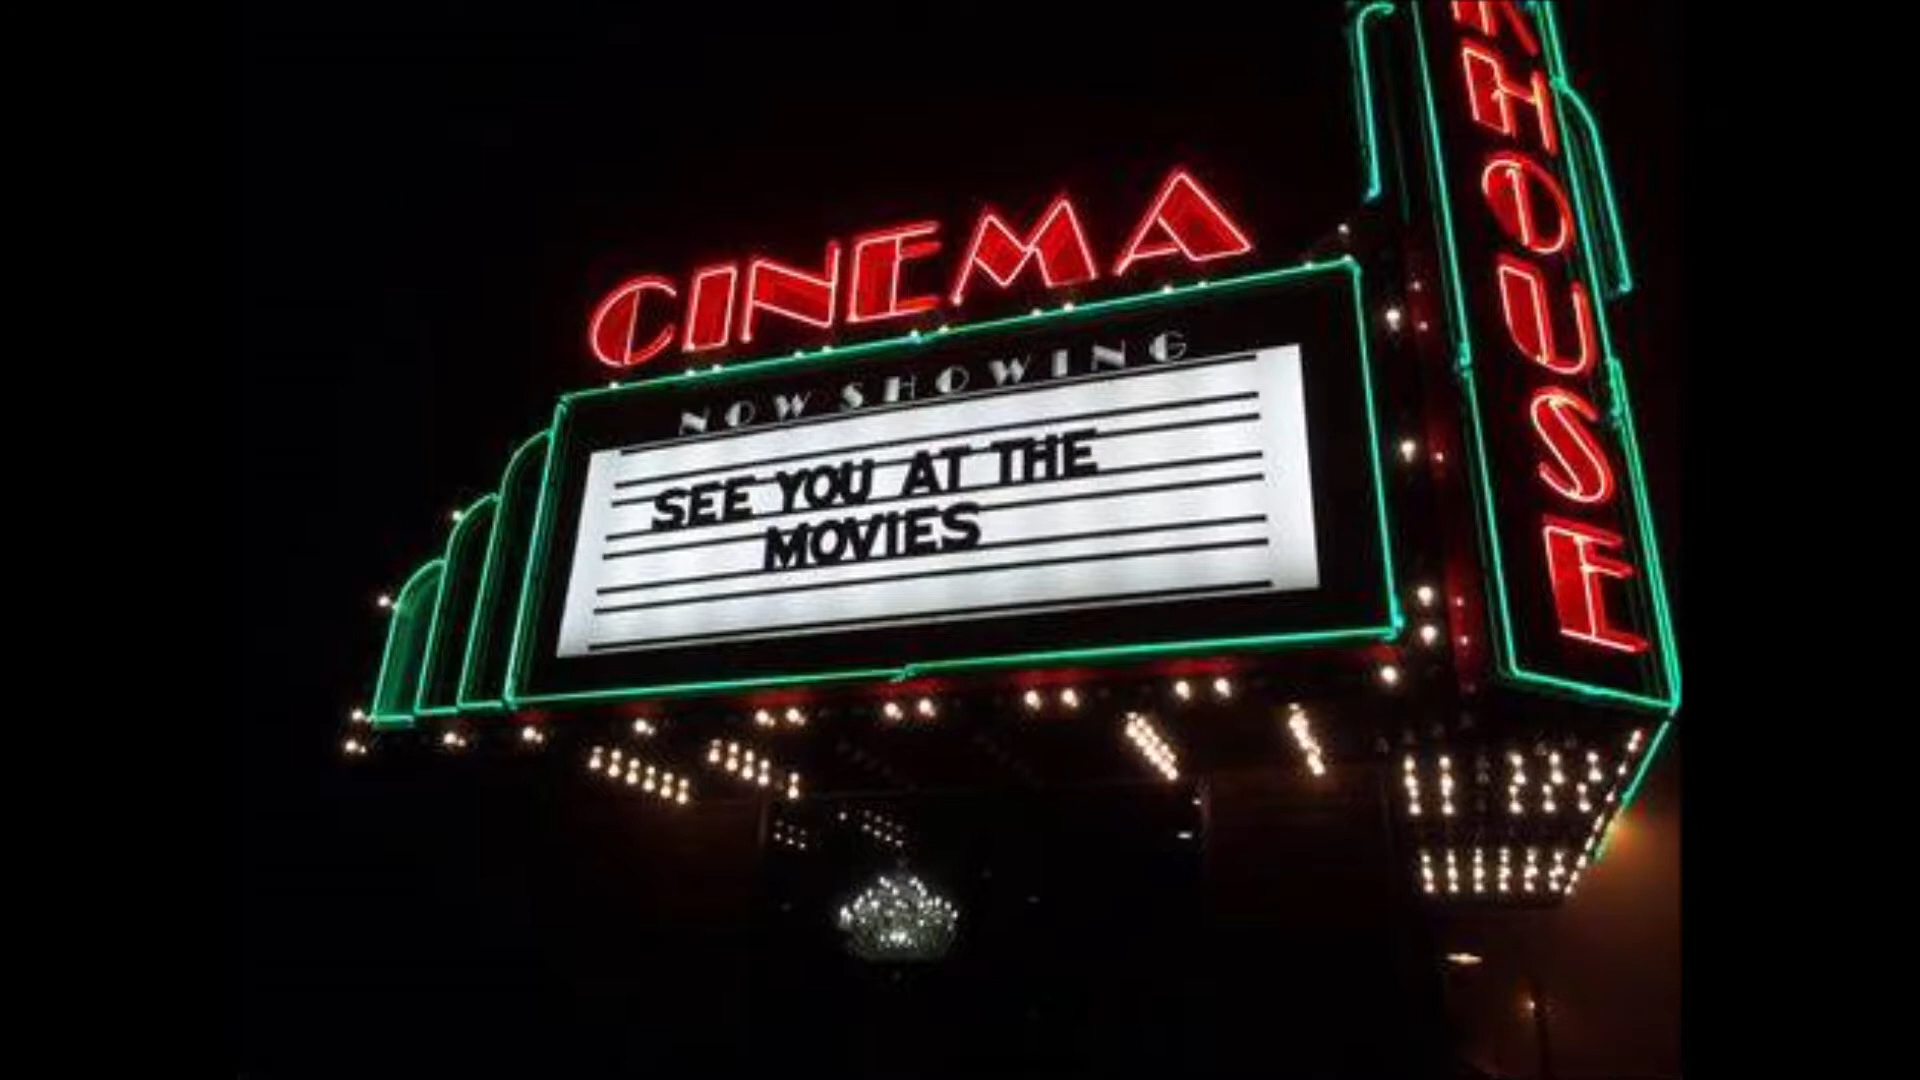 CINEMA
NOW SHOWING
SEE YOU AT THE
MOVIES
HOUSE